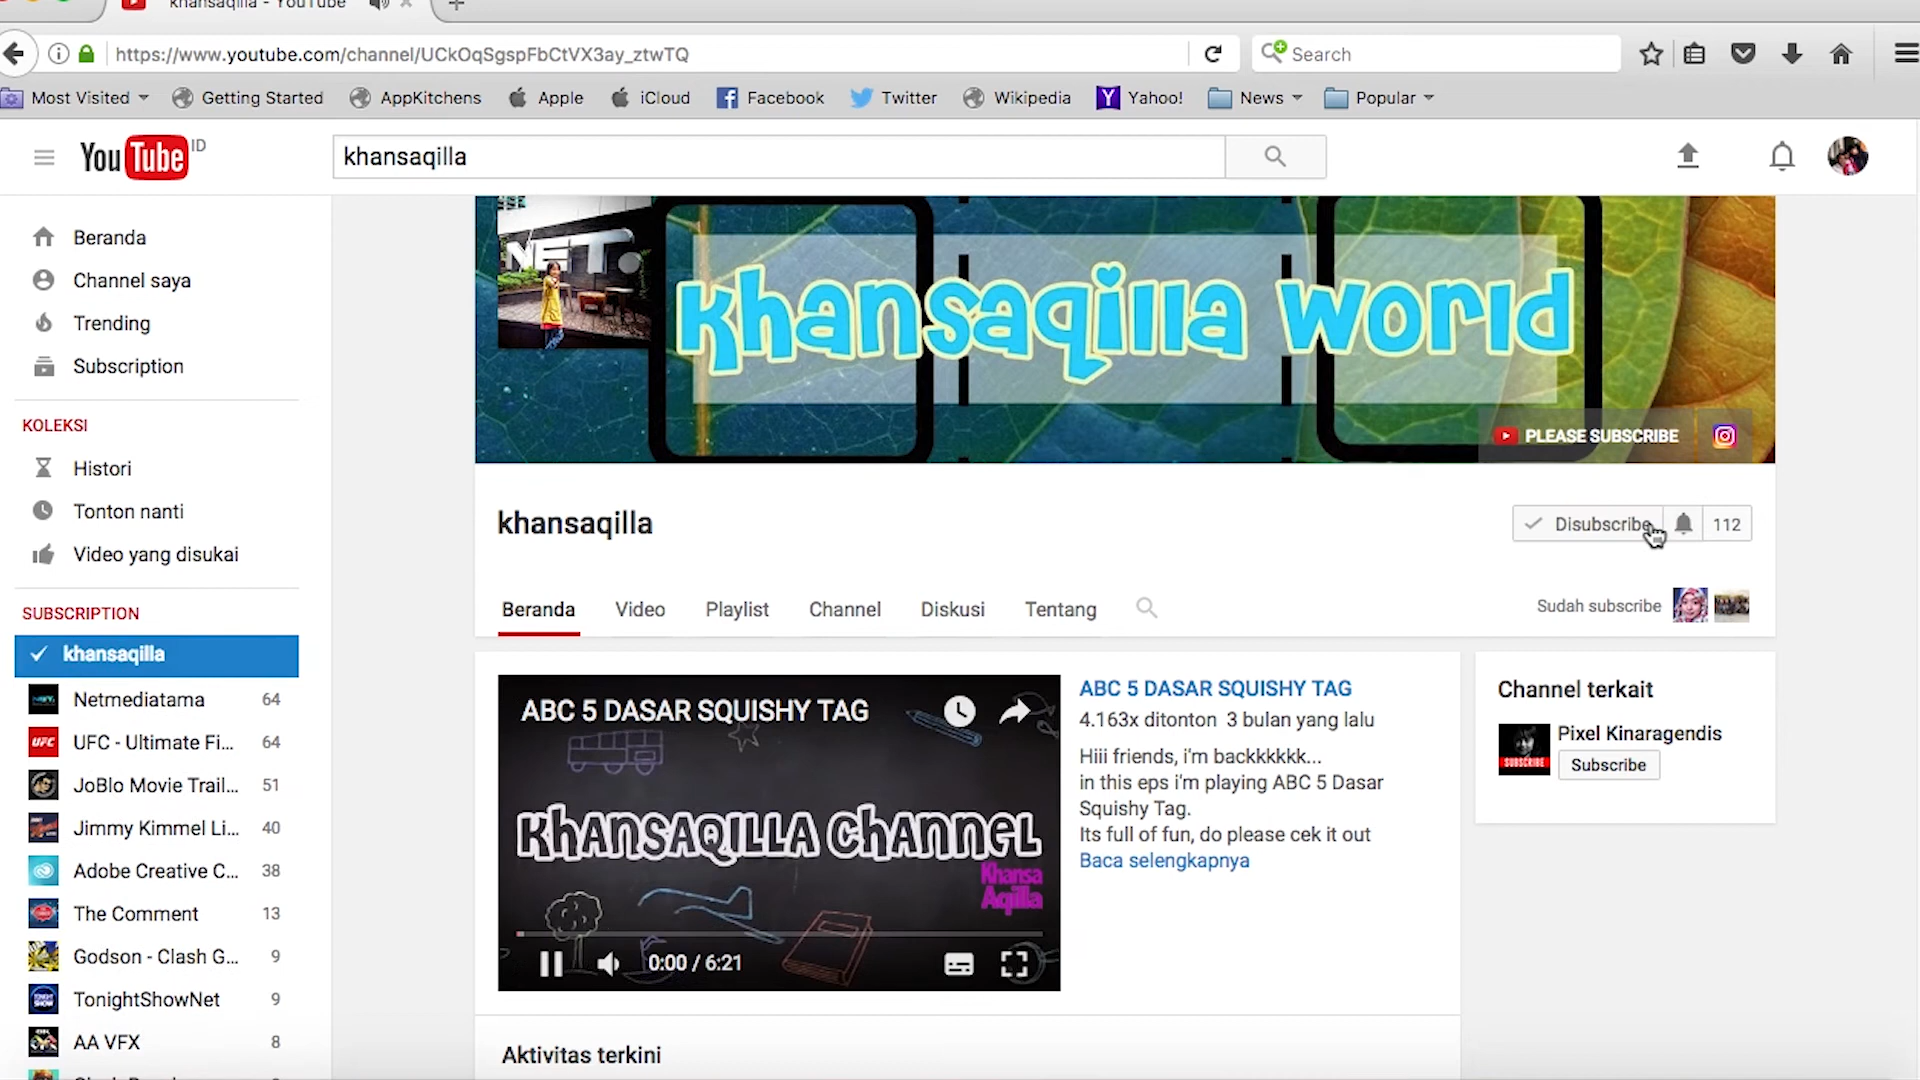 khansaqilla - YouTube
https://www.youtube.com/channel/UCkOqSgspFbCtVX3ay_ztwTQ
Search
Most Visited
Getting Started
AppKitchens
Apple
iCloud
Facebook
Twitter
Wikipedia
Yahoo!
News
Popular
YouTube ID
khansaqilla
Beranda
Channel saya
Trending
Subscription
KOLEKSI
Histori
Tonton nanti
Video yang disukai
SUBSCRIPTION
khansaqilla
Netmediatama 64
UFC - Ultimate Fi... 64
JoBlo Movie Trail... 51
Jimmy Kimmel Li... 40
Adobe Creative C... 38
The Comment 13
Godson - Clash G... 9
TonightShowNet 9
AA VFX 8
NET.
khansaqilla world
PLEASE SUBSCRIBE
khansaqilla
Disubscribe 112
Beranda
Video
Playlist
Channel
Diskusi
Tentang
Sudah subscribe
ABC 5 DASAR SQUISHY TAG
KHANSAQILLA CHANNEL
Khansa
Aqilla
0:00 / 6:21
ABC 5 DASAR SQUISHY TAG
4.163x ditonton 3 bulan yang lalu
Hiii friends, i'm backkkkkk...
in this eps i'm playing ABC 5 Dasar
Squishy Tag.
Its full of fun, do please cek it out
Baca selengkapnya
Channel terkait
Pixel Kinaragendis
SUBSCRIBE
Subscribe
Aktivitas terkini